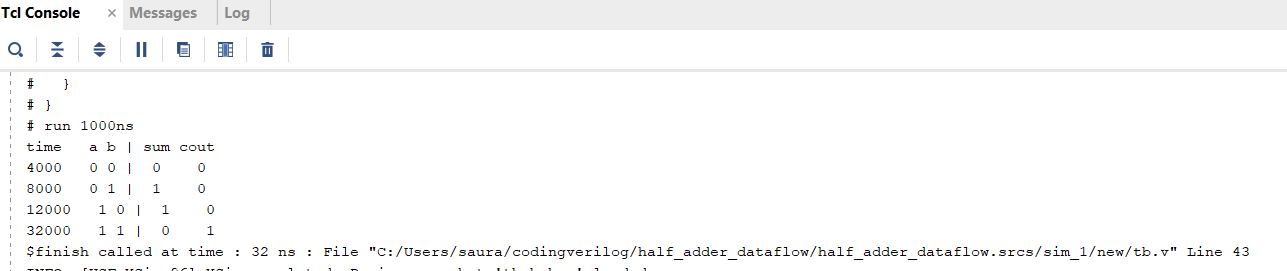 Tcl Console × Messages Log
# }
# }
# run 1000ns
time a b | sum cout
4000 0 0 | 0 0
8000 0 1 | 1 0
12000 1 0 | 1 0
32000 1 1 | 0 1
$finish called at time : 32 ns : File "C:/Users/saura/codingverilog/half_adder_dataflow/half_adder_dataflow.srcs/sim_1/new/tb.v" Line 43